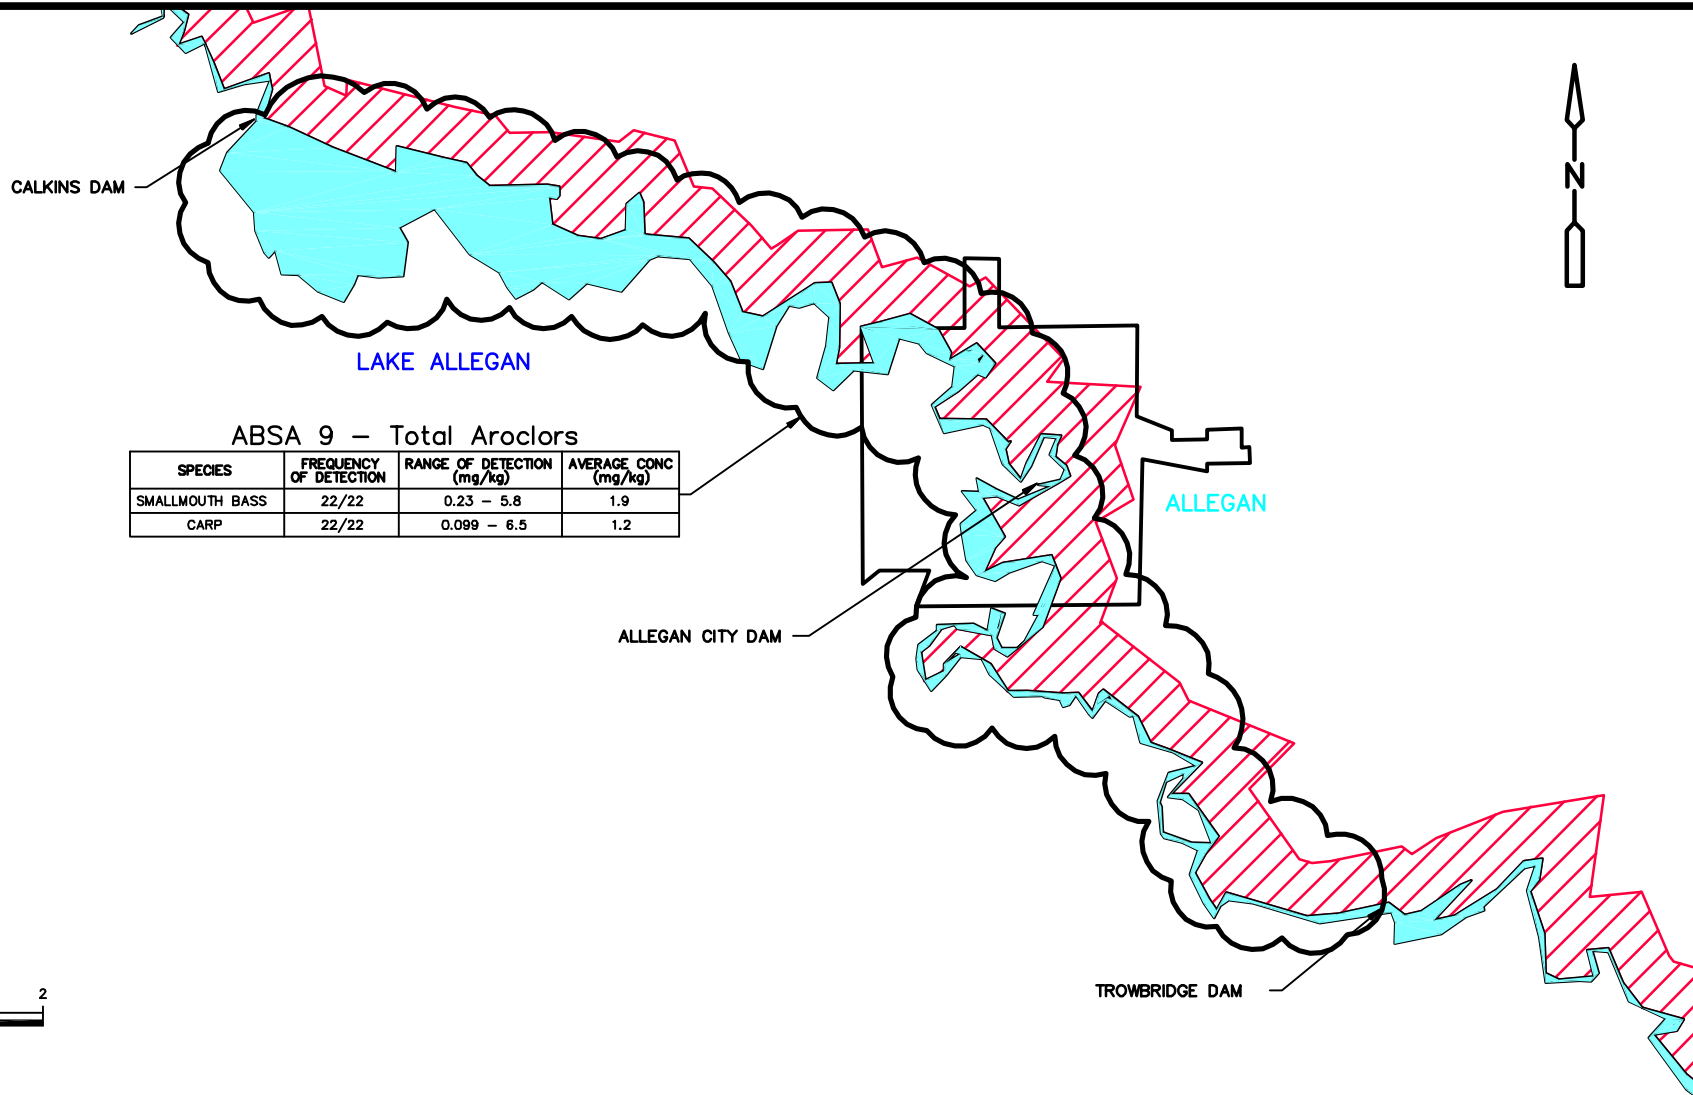 N
CALKINS DAM
LAKE ALLEGAN
ABSA 9 – Total Aroclors
SPECIES FREQUENCY OF DETECTION RANGE OF DETECTION (mg/kg) AVERAGE CONC (mg/kg)
SMALLMOUTH BASS 22/22 0.23 – 5.8 1.9
CARP 22/22 0.099 – 6.5 1.2
ALLEGAN
ALLEGAN CITY DAM
TROWBRIDGE DAM
2